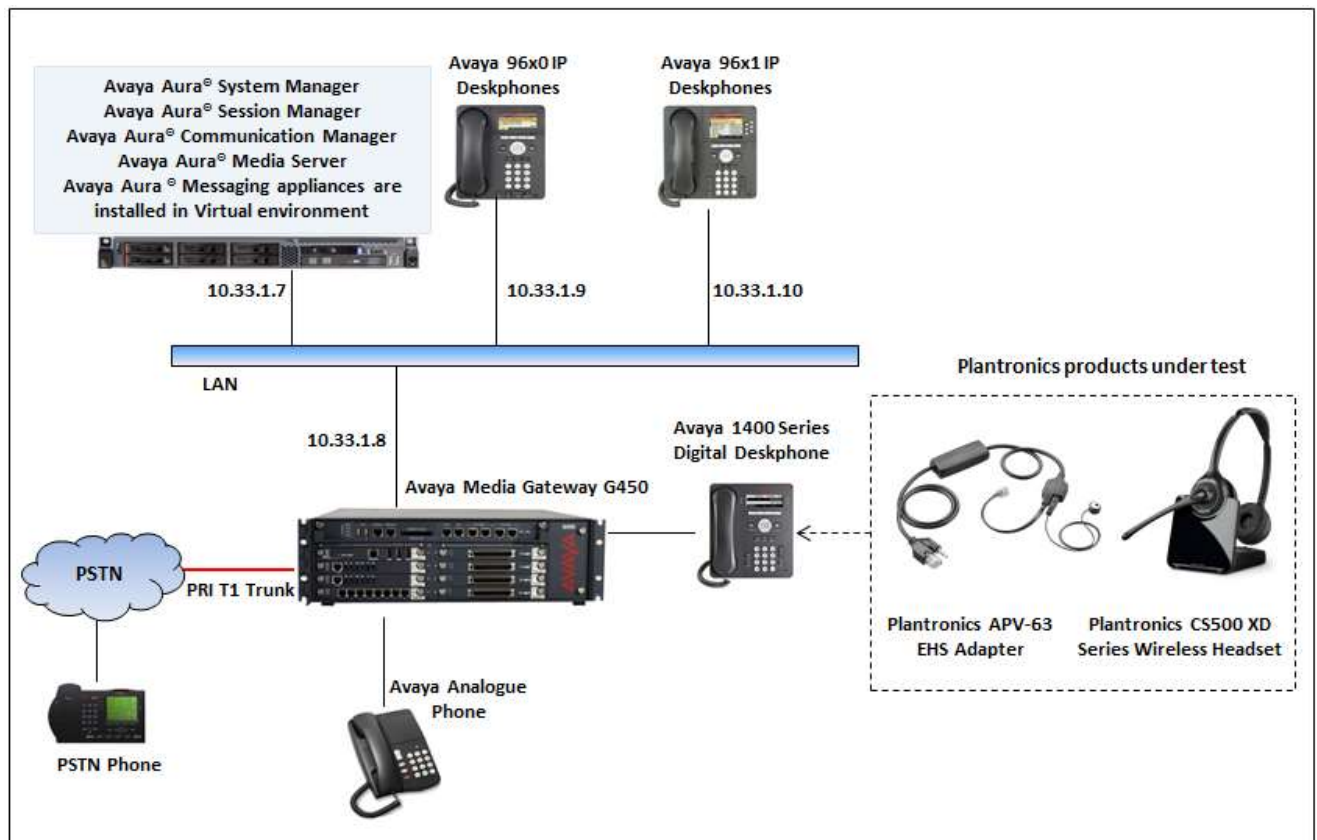 Avaya Aura® System Manager
Avaya Aura® Session Manager
Avaya Aura® Communication Manager
Avaya Aura® Media Server
Avaya Aura ® Messaging appliances are
installed in Virtual environment
Avaya 96x0 IP
Deskphones
Avaya 96x1 IP
Deskphones
10.33.1.7
10.33.1.9
10.33.1.10
LAN
10.33.1.8
Plantronics products under test
Avaya 1400 Series
Digital Deskphone
Avaya Media Gateway G450
AVAYA
PSTN
PRI T1 Trunk
Plantronics APV-63
EHS Adapter
Plantronics CS500 XD
Series Wireless Headset
Avaya Analogue
Phone
PSTN Phone